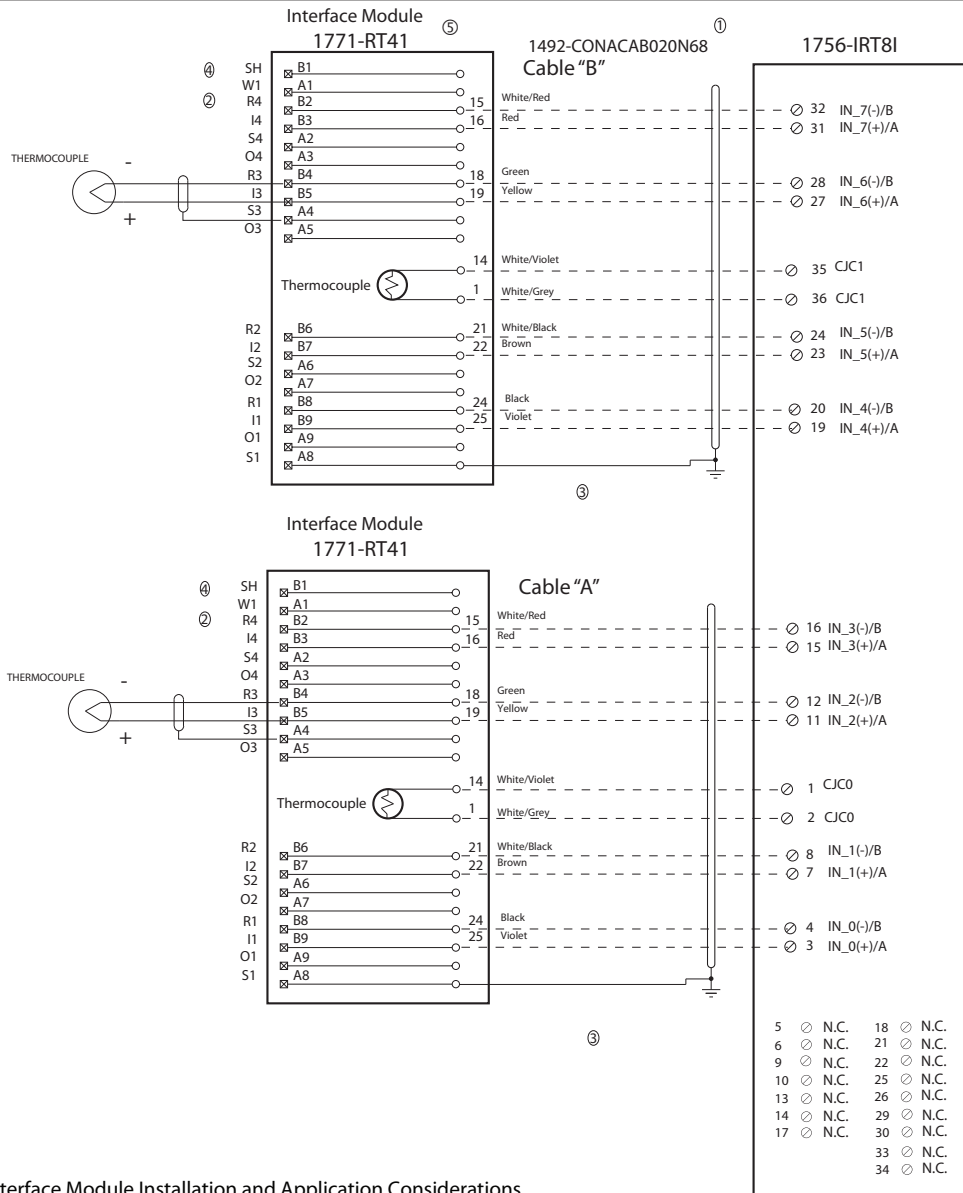 Interface Module ⑤ ①
1771-RT41 1492-CONACAB020N68 1756-IRT8I
Cable “B”
④ SH B1
W1 A1
② R4 B2 15 White/Red 32 IN_7(-)/B
I4 B3 16 Red 31 IN_7(+)/A
S4 A2
O4 A3
THERMOCOUPLE -
R3 B4 18 Green 28 IN_6(-)/B
I3 B5 19 Yellow 27 IN_6(+)/A
+ S3 A4
O3 A5
14 White/Violet 35 CJC1
Thermocouple
1 White/Grey 36 CJC1
R2 B6 21 White/Black 24 IN_5(-)/B
I2 B7 22 Brown 23 IN_5(+)/A
S2 A6
O2 A7
R1 B8 24 Black 20 IN_4(-)/B
I1 B9 25 Violet 19 IN_4(+)/A
O1 A9
S1 A8
③
Interface Module
1771-RT41
Cable “A”
④ SH B1
W1 A1
② R4 B2 15 White/Red 16 IN_3(-)/B
I4 B3 16 Red 15 IN_3(+)/A
S4 A2
O4 A3
THERMOCOUPLE -
R3 B4 18 Green 12 IN_2(-)/B
I3 B5 19 Yellow 11 IN_2(+)/A
+ S3 A4
O3 A5
14 White/Violet 1 CJC0
Thermocouple
1 White/Grey 2 CJC0
R2 B6 21 White/Black 8 IN_1(-)/B
I2 B7 22 Brown 7 IN_1(+)/A
S2 A6
O2 A7
R1 B8 24 Black 4 IN_0(-)/B
I1 B9 25 Violet 3 IN_0(+)/A
O1 A9
S1 A8
③
5 N.C. 18 N.C.
6 N.C. 21 N.C.
9 N.C. 22 N.C.
10 N.C. 25 N.C.
13 N.C. 26 N.C.
14 N.C. 29 N.C.
17 N.C. 30 N.C.
33 N.C.
34 N.C.
terface Module Installation and Application Considerations